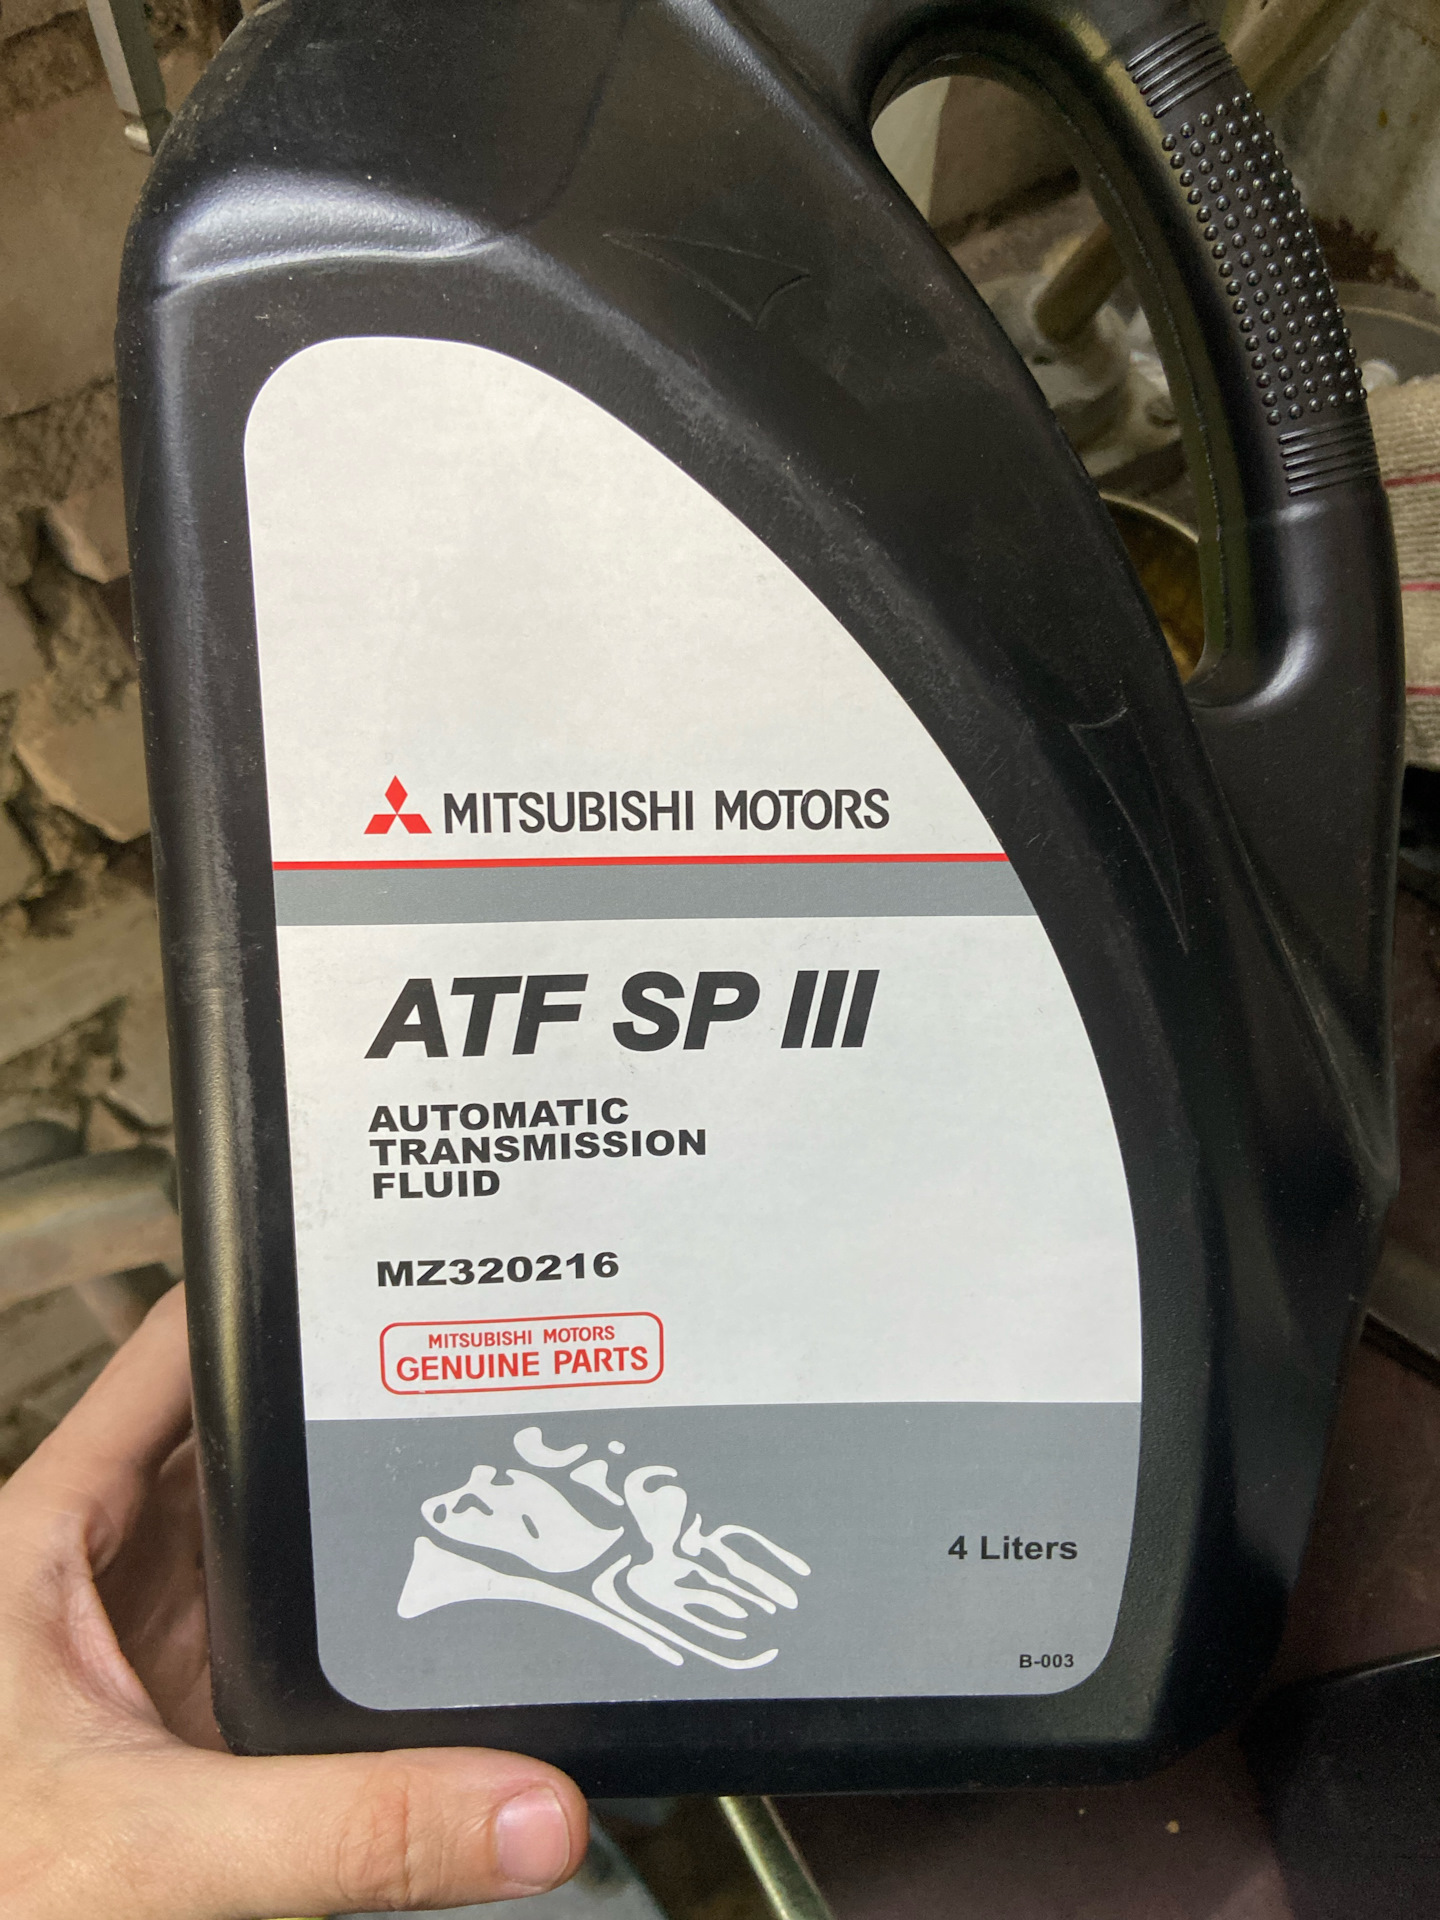 MITSUBISHI MOTORS
ATF SP III
AUTOMATIC
TRANSMISSION
FLUID
MZ320216
MITSUBISHI MOTORS
GENUINE PARTS
4 Liters
B-003